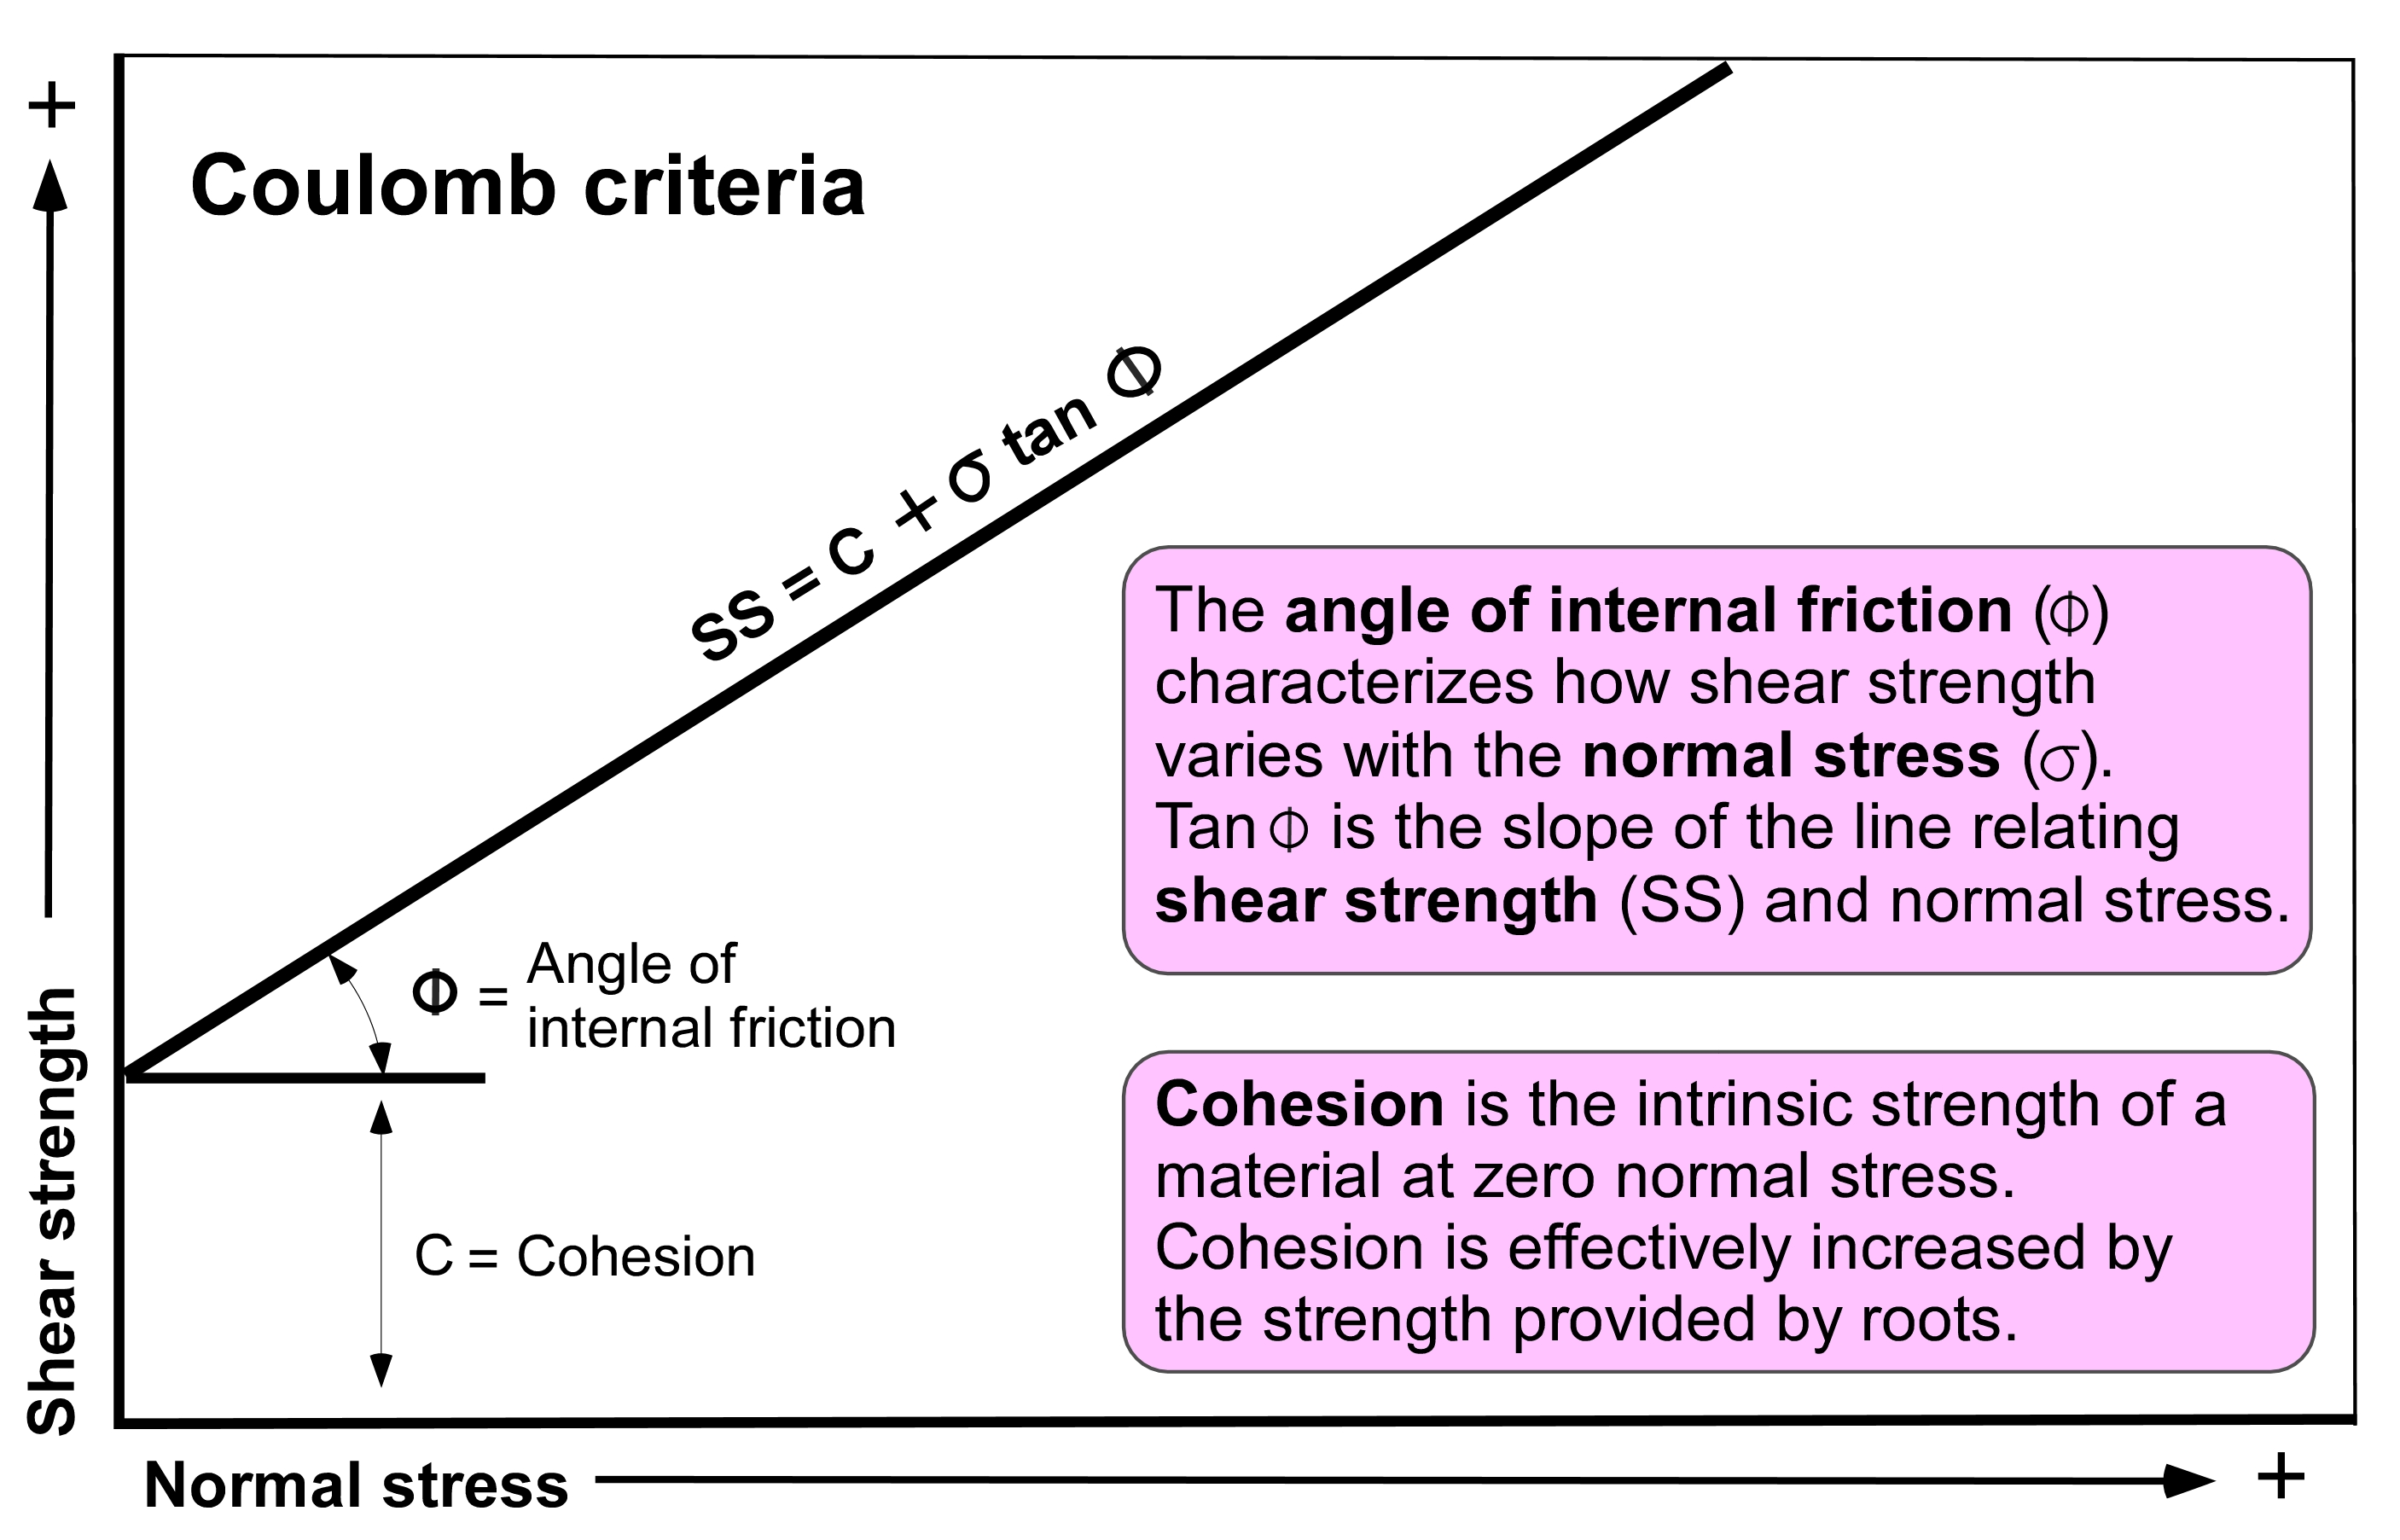 +
Coulomb criteria
SS = C + σ tan Φ
The angle of internal friction (Φ)
characterizes how shear strength
varies with the normal stress (σ).
Tan Φ is the slope of the line relating
shear strength (SS) and normal stress.
Φ = Angle of
internal friction
Cohesion is the intrinsic strength of a
material at zero normal stress.
Cohesion is effectively increased by
the strength provided by roots.
C = Cohesion
Shear strength
Normal stress
+